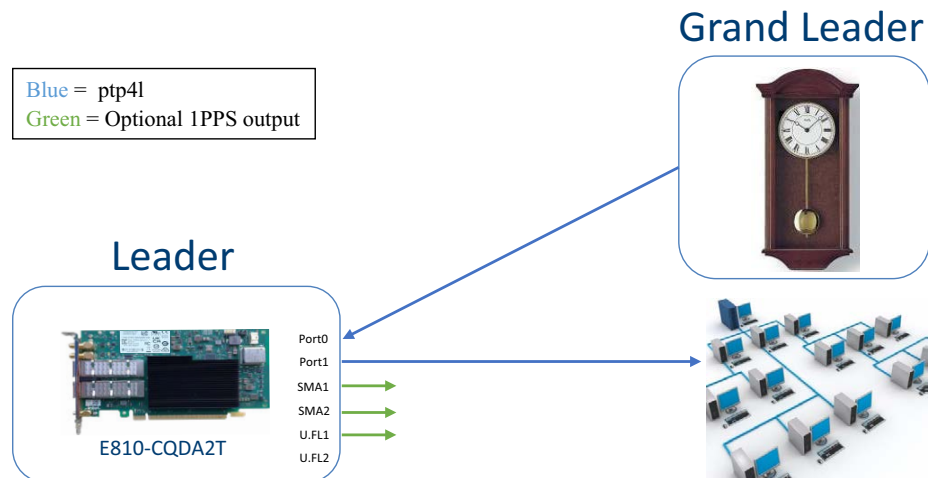 Grand Leader
Blue = ptp4l
Green = Optional 1PPS output
Leader
Port0
Port1
SMA1
SMA2
U.FL1
U.FL2
E810-CQDA2T